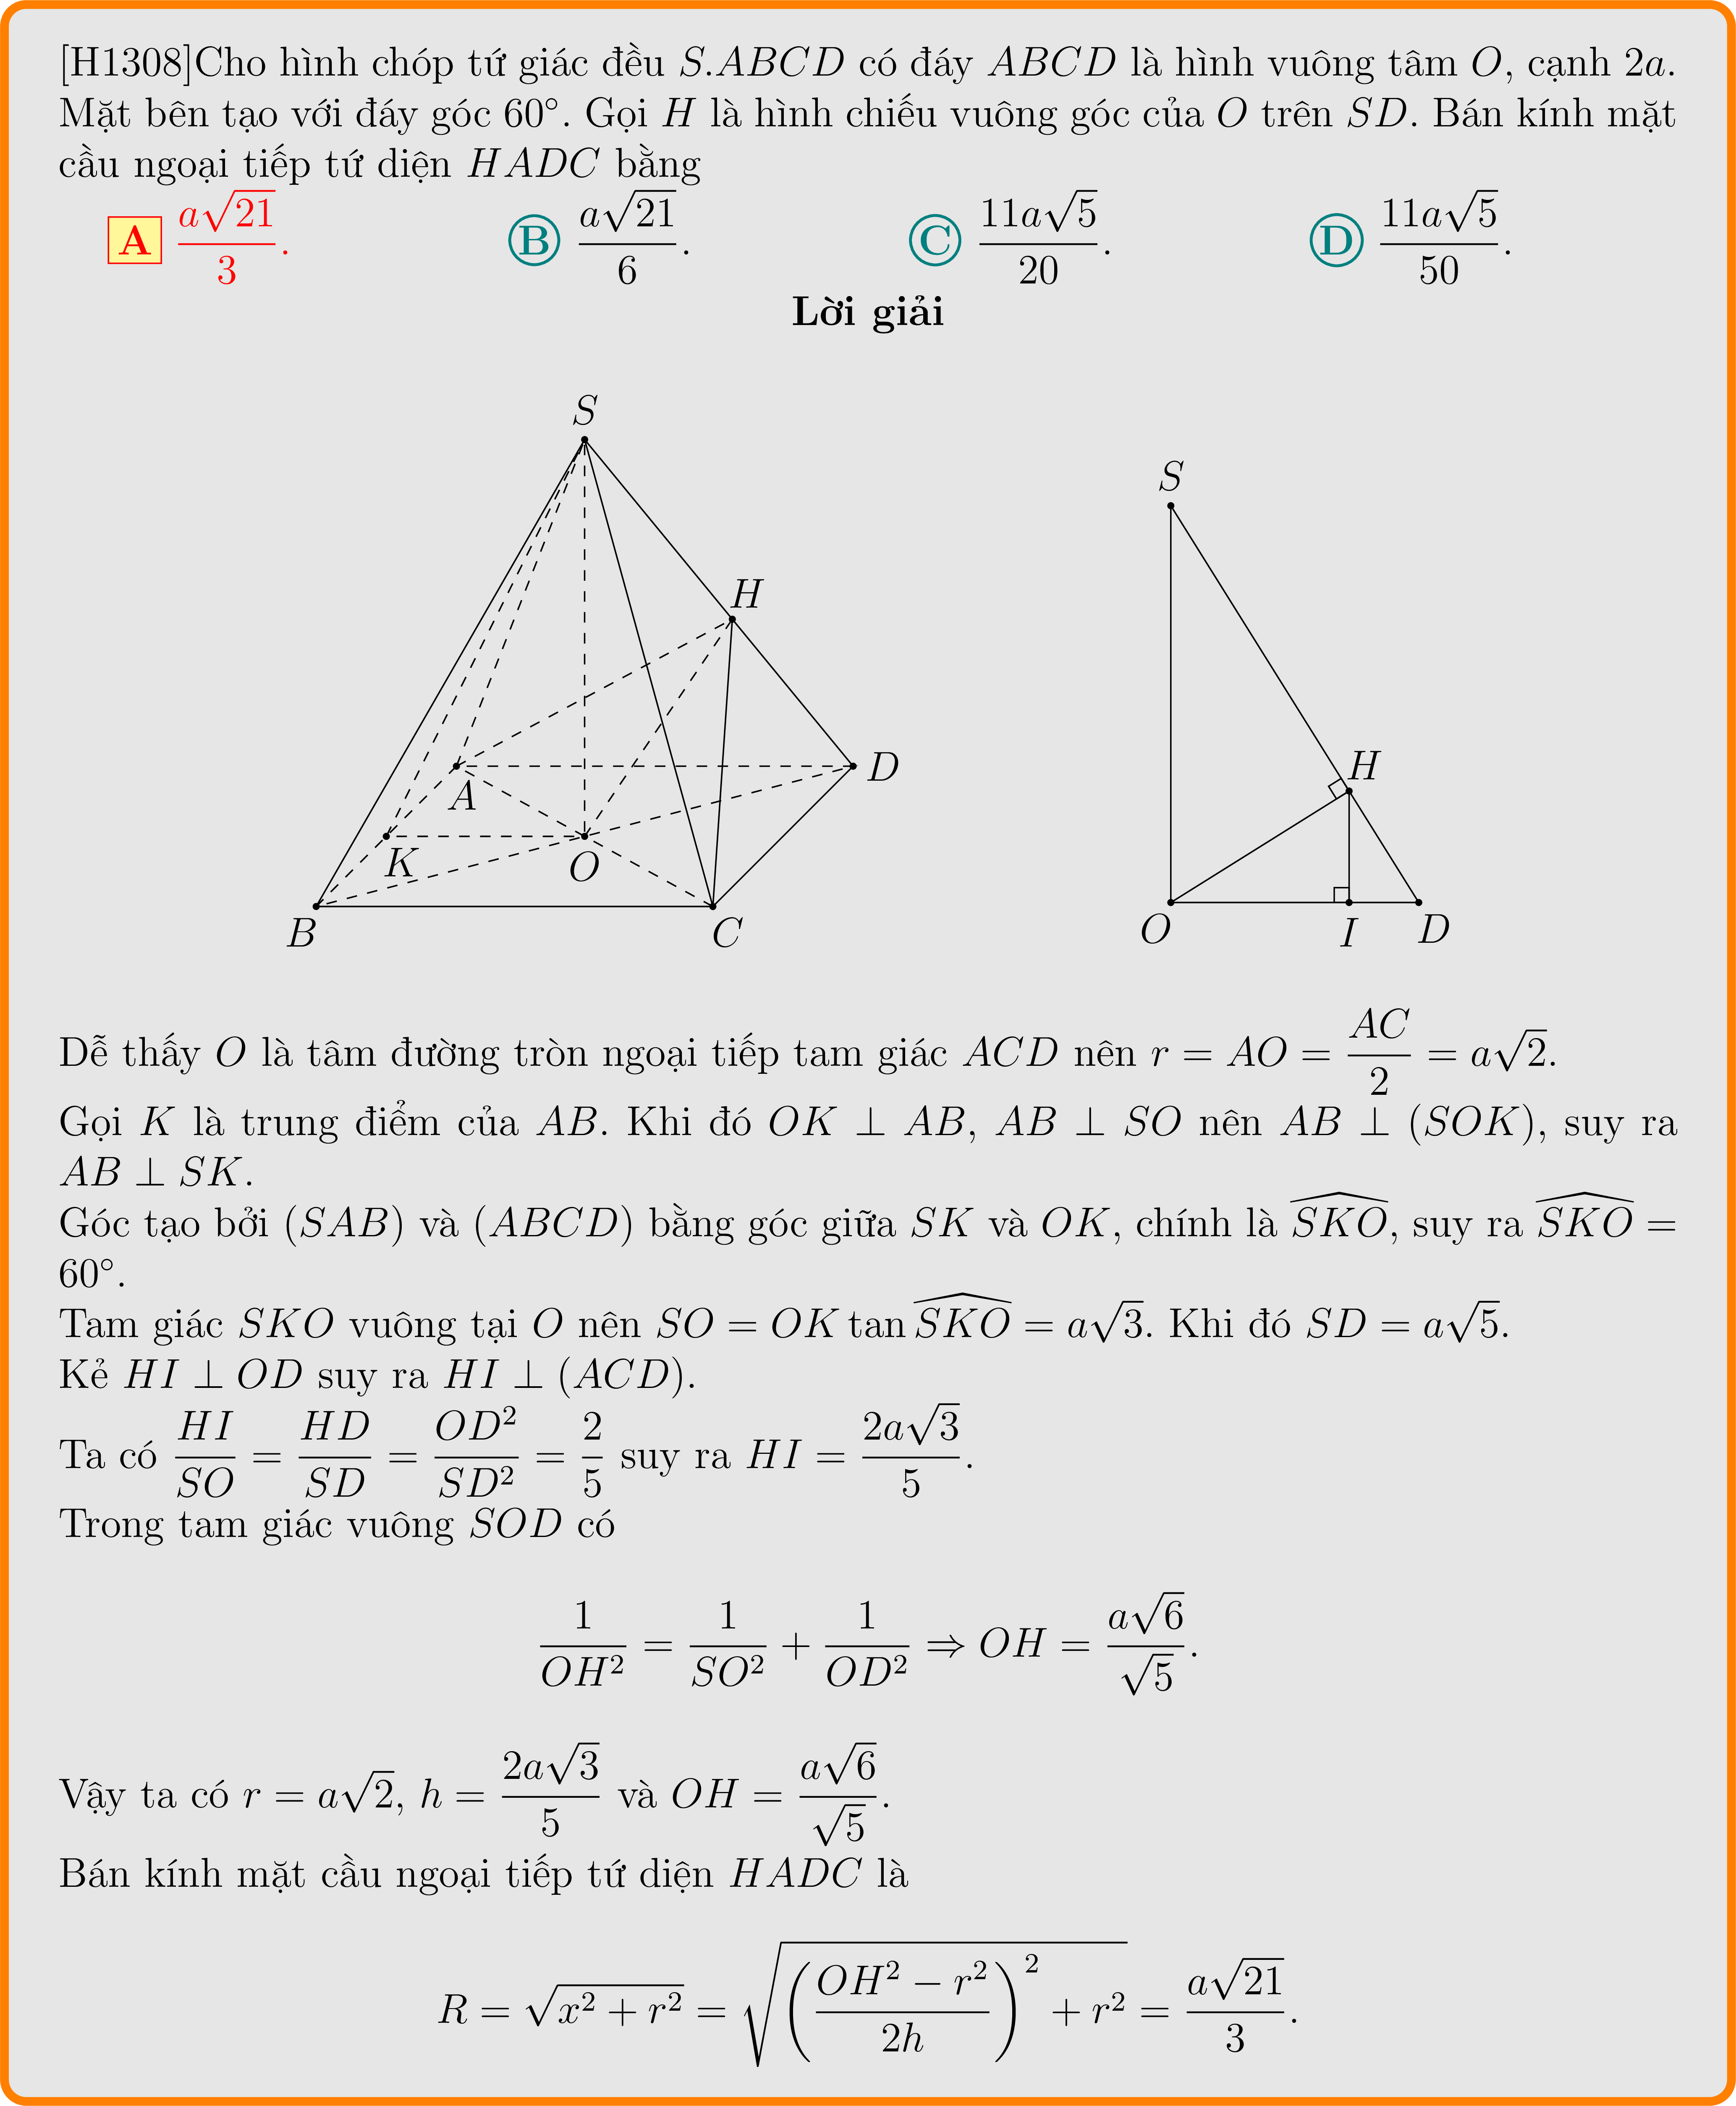 [H1308]Cho hình chóp tứ giác đều S.ABCD có đáy ABCD là hình vuông tâm O, cạnh 2a.
Mặt bên tạo với đáy góc 60°. Gọi H là hình chiếu vuông góc của O trên SD. Bán kính mặt
cầu ngoại tiếp tứ diện HADC bằng
A $\frac{a\sqrt{21}}{3}$. B $\frac{a\sqrt{21}}{6}$. C $\frac{11a\sqrt{5}}{20}$. D $\frac{11a\sqrt{5}}{50}$.
Lời giải
S
S
H
H
A
D
K
O
B
C
O
I
D
Dễ thấy O là tâm đường tròn ngoại tiếp tam giác ACD nên $r = AO = \frac{AC}{2} = a\sqrt{2}$.
Gọi K là trung điểm của AB. Khi đó OK ⊥ AB, AB ⊥ SO nên AB ⊥ (SOK), suy ra
AB ⊥ SK.
Góc tạo bởi (SAB) và (ABCD) bằng góc giữa SK và OK, chính là $\widehat{SKO}$, suy ra $\widehat{SKO}$ =
60°.
Tam giác SKO vuông tại O nên $SO = OK \tan \widehat{SKO} = a\sqrt{3}$. Khi đó $SD = a\sqrt{5}$.
Kẻ HI ⊥ OD suy ra HI ⊥ (ACD).
Ta có $\frac{HI}{SO} = \frac{HD}{SD} = \frac{OD^2}{SD^2} = \frac{2}{5}$ suy ra $HI = \frac{2a\sqrt{3}}{5}$.
Trong tam giác vuông SOD có
$\frac{1}{OH^2} = \frac{1}{SO^2} + \frac{1}{OD^2} \Rightarrow OH = \frac{a\sqrt{6}}{\sqrt{5}}$.
Vậy ta có $r = a\sqrt{2}$, $h = \frac{2a\sqrt{3}}{5}$ và $OH = \frac{a\sqrt{6}}{\sqrt{5}}$.
Bán kính mặt cầu ngoại tiếp tứ diện HADC là
$R = \sqrt{x^2 + r^2} = \sqrt{\left(\frac{OH^2 - r^2}{2h}\right)^2 + r^2} = \frac{a\sqrt{21}}{3}$.